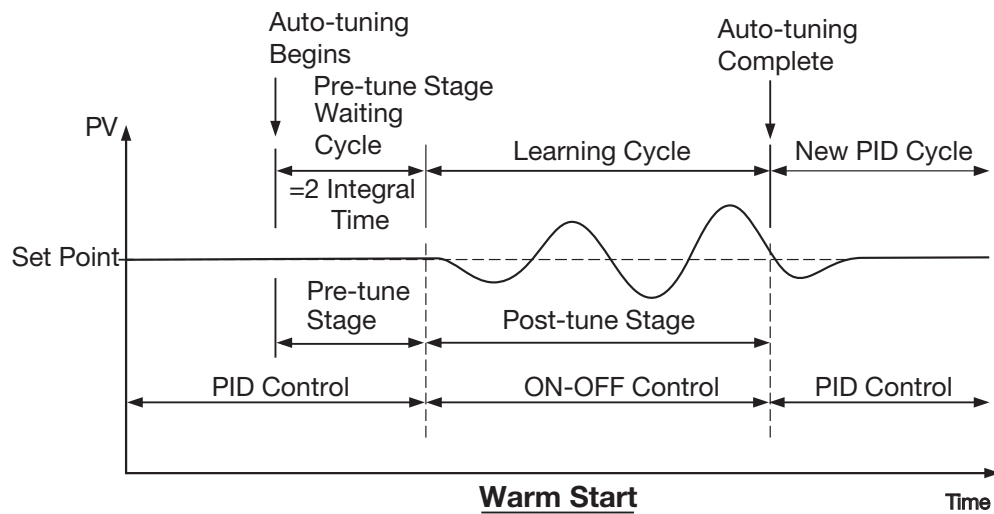 Auto-tuning
Begins
Auto-tuning
Complete
Pre-tune Stage
Waiting
Cycle
PV
Learning Cycle
New PID Cycle
=2 Integral
Time
Set Point
Pre-tune
Stage
Post-tune Stage
PID Control
ON-OFF Control
PID Control
Warm Start
Time